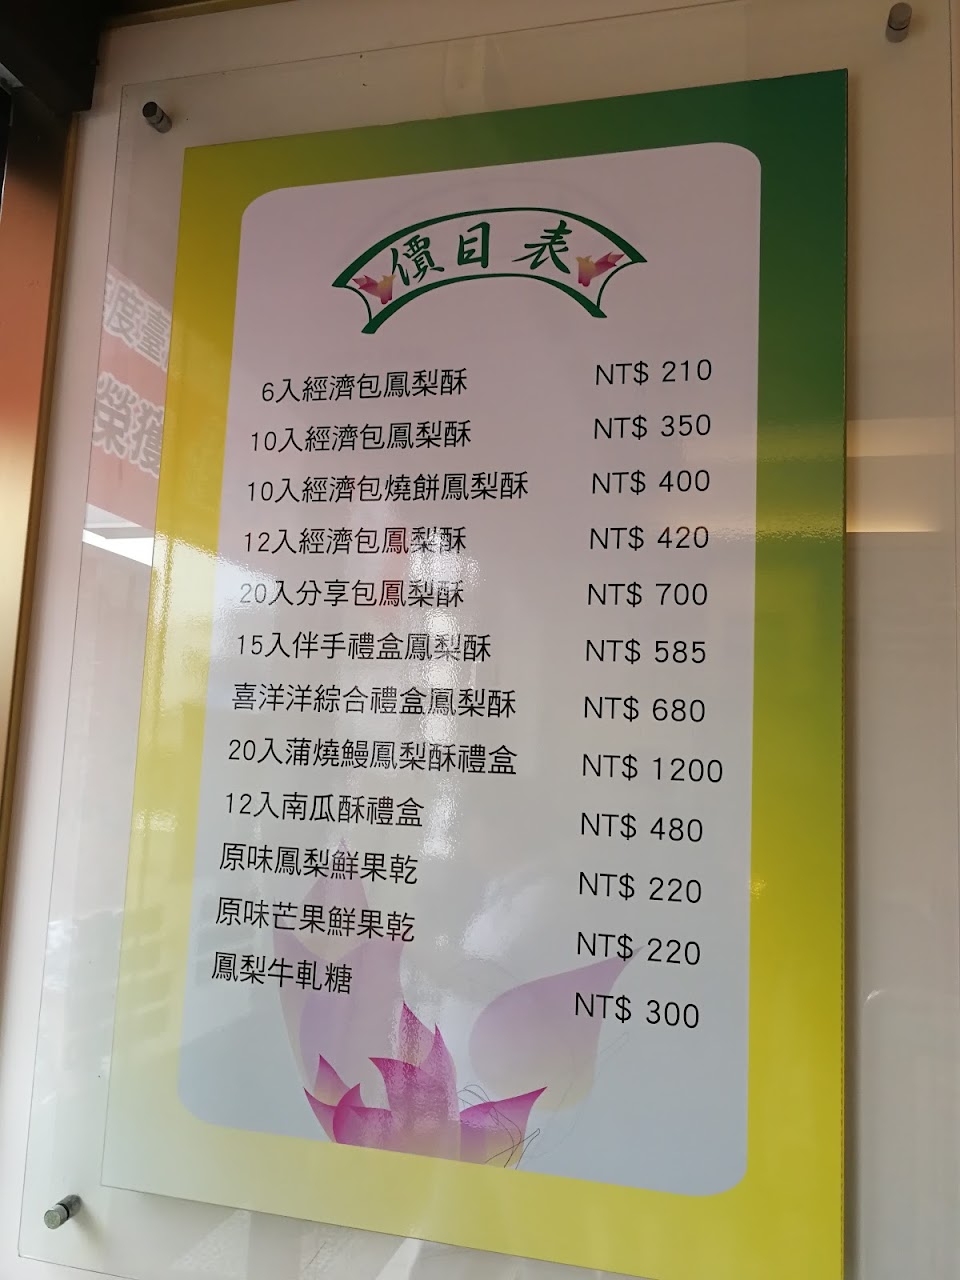 價目表
6入經濟包鳳梨酥 NT$ 210
10入經濟包鳳梨酥 NT$ 350
10入經濟包燒餅鳳梨酥 NT$ 400
12入經濟包鳳梨酥 NT$ 420
20入分享包鳳梨酥 NT$ 700
15入伴手禮盒鳳梨酥 NT$ 585
喜洋洋綜合禮盒鳳梨酥 NT$ 680
20入蒲燒鰻鳳梨酥禮盒 NT$ 1200
12入南瓜酥禮盒 NT$ 480
原味鳳梨鮮果乾 NT$ 220
原味芒果鮮果乾 NT$ 220
鳳梨牛軋糖 NT$ 300
度臺
榮獲